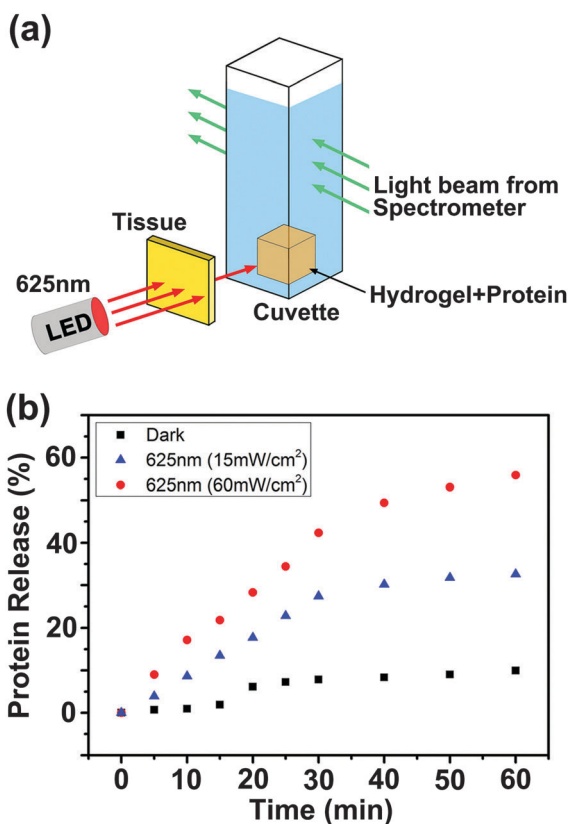 (a)
Tissue
625nm
LED
Light beam from
Spectrometer
Hydrogel+Protein
Cuvette
(b)
Protein Release (%)
60
40
20
0
Dark
625nm (15mW/cm²)
625nm (60mW/cm²)
0 10 20 30 40 50 60
Time (min)